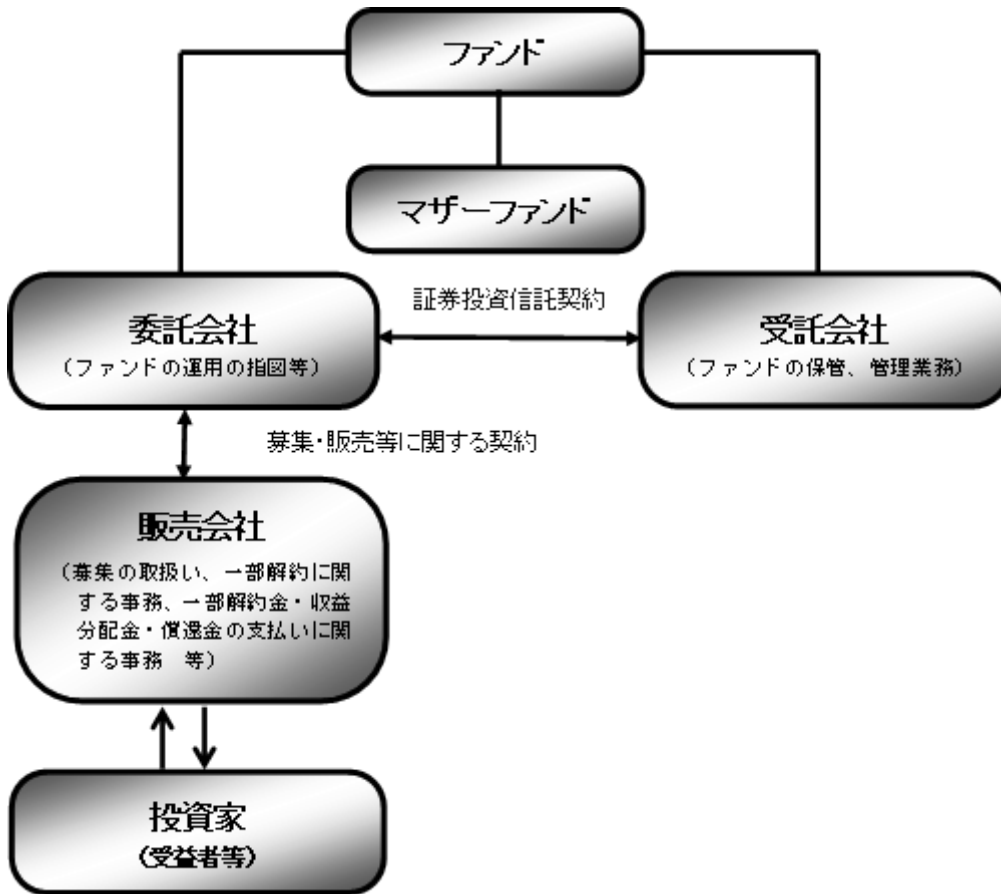 ファンド
マザーファンド
証券投資信託契約
委託会社
（ファンドの運用の指図等）
受託会社
（ファンドの保管、管理業務）
募集・販売等に関する契約
販売会社
（募集の取扱い、一部解約に関
する事務、一部解約金・収益
分配金・償還金の支払いに関
する事務　等）
投資家
（受益者等）